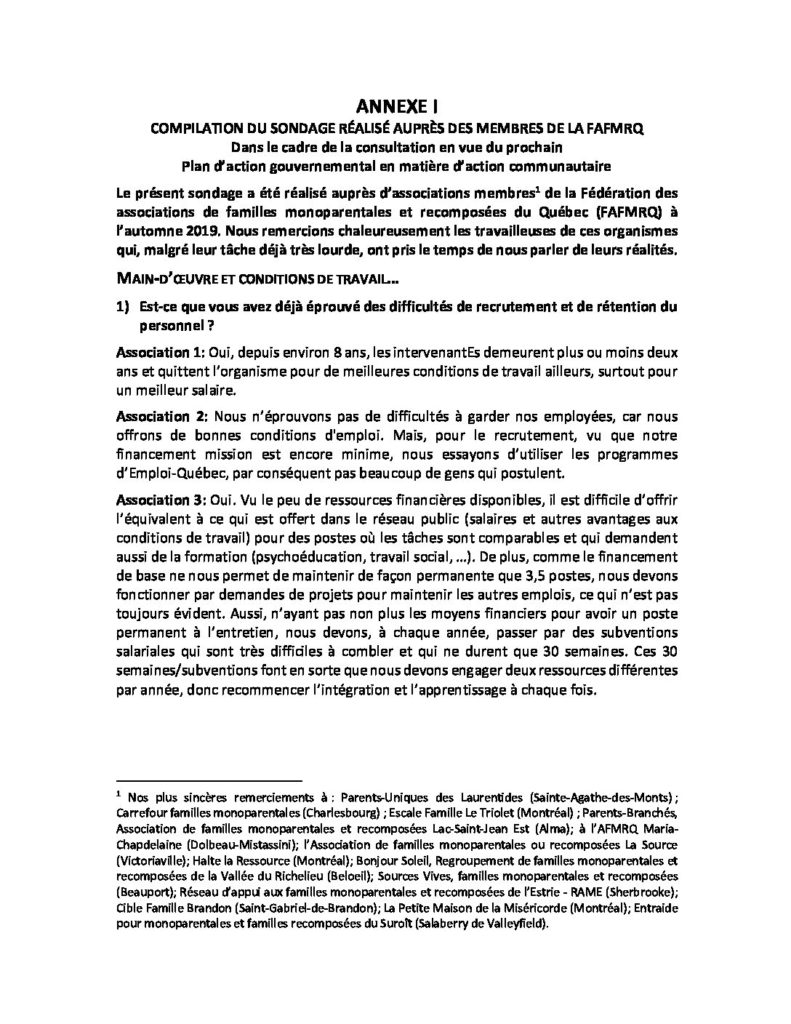 ANNEXE I
COMPILATION DU SONDAGE RÉALISÉ AUPRÈS DES MEMBRES DE LA FAFMRQ
Dans le cadre de la consultation en vue du prochain
Plan d'action gouvernemental en matière d'action communautaire
Le présent sondage a été réalisé auprès d'associations membres¹ de la Fédération des
associations de familles monoparentales et recomposées du Québec (FAFMRQ) à
l'automne 2019. Nous remercions chaleureusement les travailleuses de ces organismes
qui, malgré leur tâche déjà très lourde, ont pris le temps de nous parler de leurs réalités.
MAIN-D'ŒUVRE ET CONDITIONS DE TRAVAIL...
1) Est-ce que vous avez déjà éprouvé des difficultés de recrutement et de rétention du
personnel ?
Association 1: Oui, depuis environ 8 ans, les intervenantEs demeurent plus ou moins deux
ans et quittent l'organisme pour de meilleures conditions de travail ailleurs, surtout pour
un meilleur salaire.
Association 2: Nous n'éprouvons pas de difficultés à garder nos employées, car nous
offrons de bonnes conditions d'emploi. Mais, pour le recrutement, vu que notre
financement mission est encore minime, nous essayons d'utiliser les programmes
d'Emploi-Québec, par conséquent pas beaucoup de gens qui postulent.
Association 3: Oui. Vu le peu de ressources financières disponibles, il est difficile d'offrir
l'équivalent à ce qui est offert dans le réseau public (salaires et autres avantages aux
conditions de travail) pour des postes où les tâches sont comparables et qui demandent
aussi de la formation (psychoéducation, travail social, ...). De plus, comme le financement
de base ne nous permet de maintenir de façon permanente que 3,5 postes, nous devons
fonctionner par demandes de projets pour maintenir les autres emplois, ce qui n'est pas
toujours évident. Aussi, n'ayant pas non plus les moyens financiers pour avoir un poste
permanent à l'entretien, nous devons, à chaque année, passer par des subventions
salariales qui sont très difficiles à combler et qui ne durent que 30 semaines. Ces 30
semaines/subventions font en sorte que nous devons engager deux ressources différentes
par année, donc recommencer l'intégration et l'apprentissage à chaque fois.
¹ Nos plus sincères remerciements à : Parents-Uniques des Laurentides (Sainte-Agathe-des-Monts) ;
Carrefour familles monoparentales (Charlesbourg) ; Escale Famille Le Triolet (Montréal) ; Parents-Branchés,
Association de familles monoparentales et recomposées Lac-Saint-Jean Est (Alma); à l'AFMRQ Maria-
Chapdelaine (Dolbeau-Mistassini); l'Association de familles monoparentales ou recomposées La Source
(Victoriaville); Halte la Ressource (Montréal); Bonjour Soleil, Regroupement de familles monoparentales et
recomposées de la Vallée du Richelieu (Beloeil); Sources Vives, familles monoparentales et recomposées
(Beauport); Réseau d'appui aux familles monoparentales et recomposées de l'Estrie - RAME (Sherbrooke);
Cible Famille Brandon (Saint-Gabriel-de-Brandon); La Petite Maison de la Miséricorde (Montréal); Entraide
pour monoparentales et familles recomposées du Suroît (Salaberry de Valleyfield).